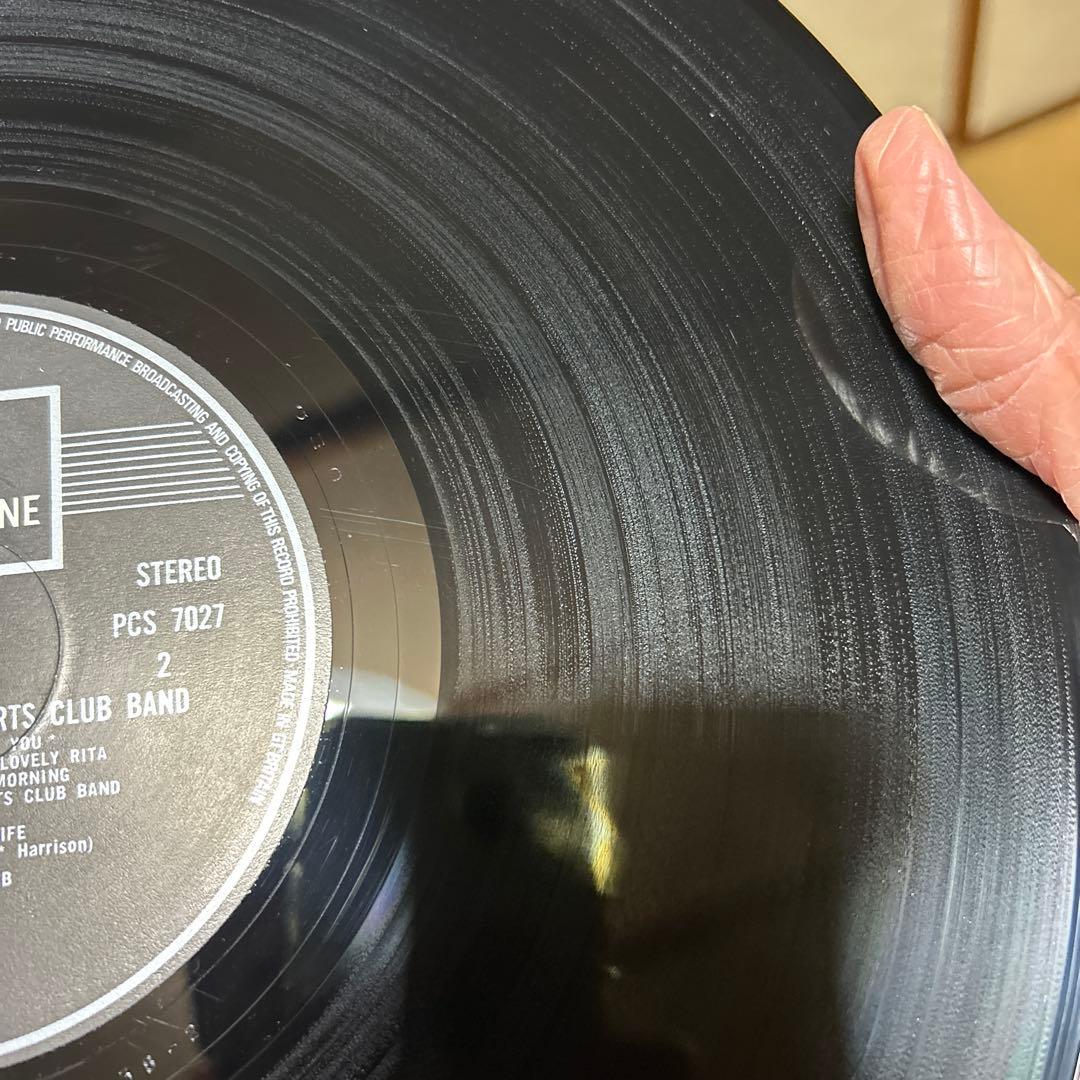 PUBLIC PERFORMANCE BROADCASTING AND COPYING OF THIS RECORD PROHIBITED MADE IN GT BRITAIN
NE
STEREO
PCS 7027
2
RTS CLUB BAND
YOU *
LOVELY RITA
MORNING
TS CLUB BAND
IFE
* Harrison)
B